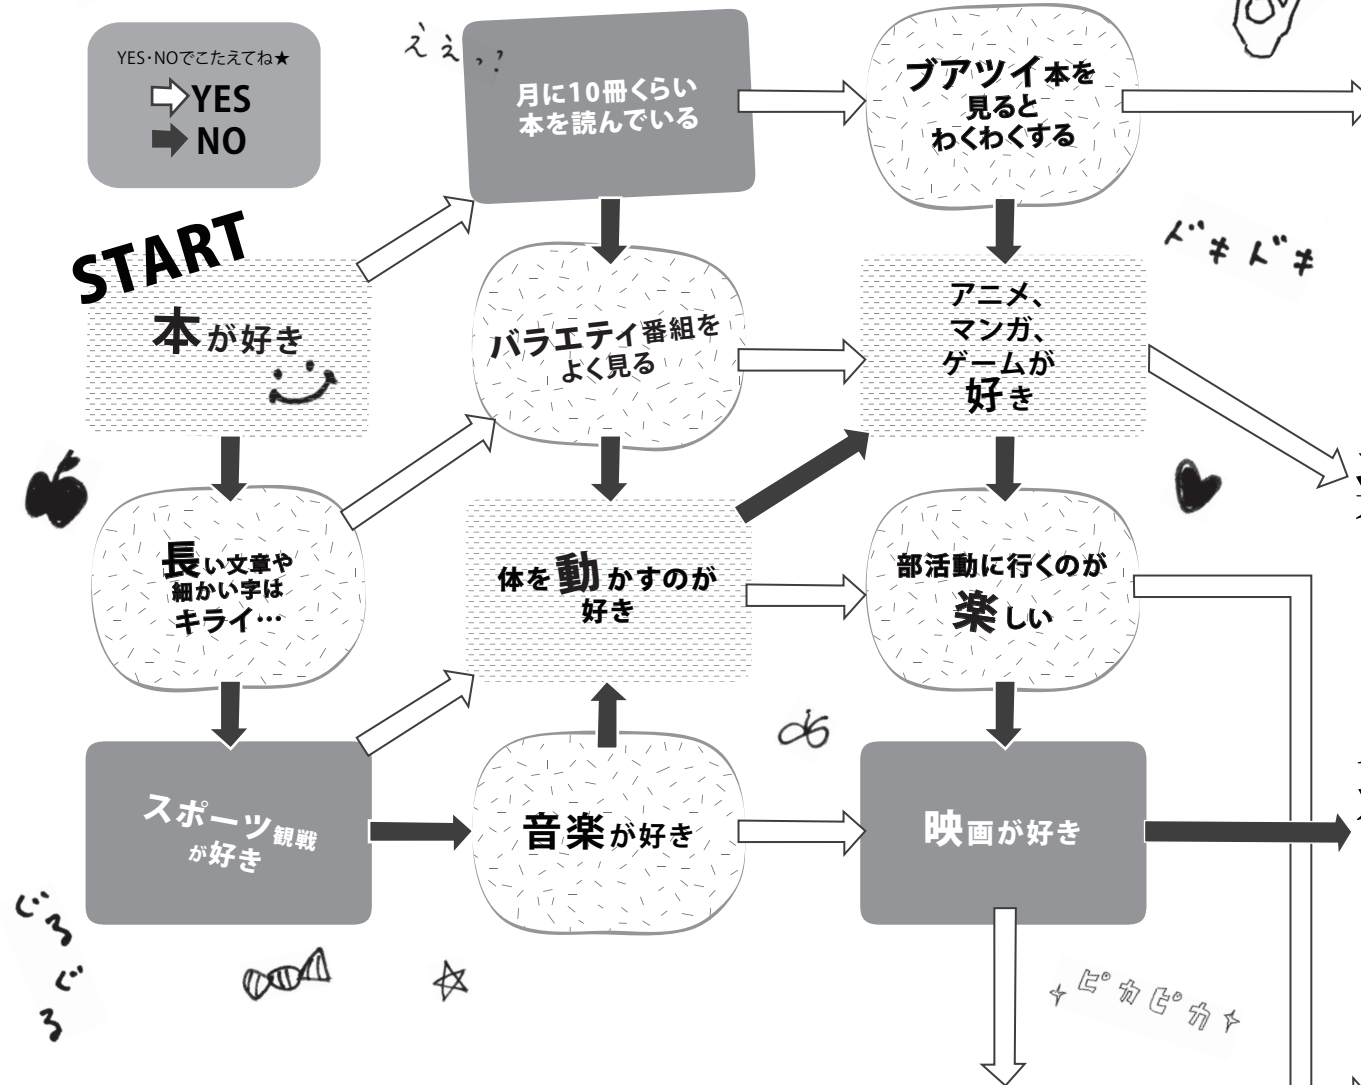 YES・NOでこたえてね★
YES
NO
ええっ?
月に10冊くらい
本を読んでいる
ブアツイ本を
見ると
わくわくする
START
本が好き
バラエティ番組を
よく見る
アニメ、
マンガ、
ゲームが
好き
ドキドキ
長い文章や
細かい字は
キライ…
体を動かすのが
好き
部活動に行くのが
楽しい
スポーツ観戦
が好き
音楽が好き
映画が好き
ぐる
ぐ
る
ピカピカ